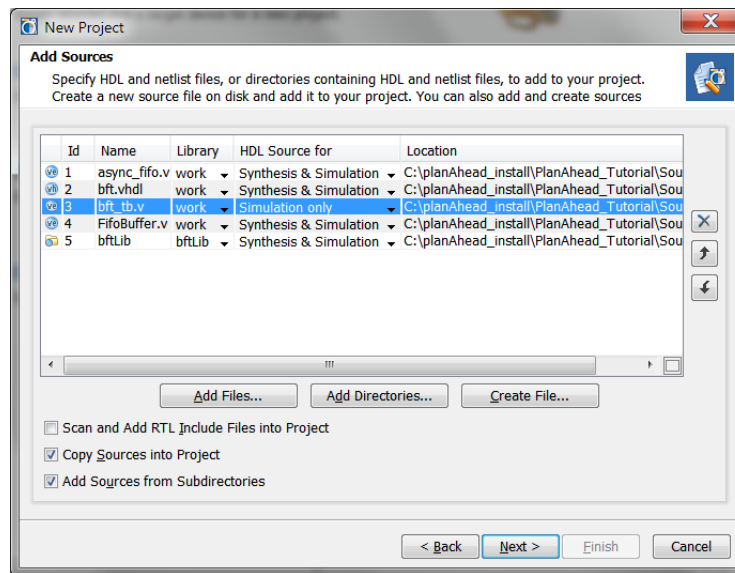 New Project
Add Sources
Specify HDL and netlist files, or directories containing HDL and netlist files, to add to your project.
Create a new source file on disk and add it to your project. You can also add and create sources
Id Name Library HDL Source for Location
1 async_fifo.v work Synthesis & Simulation C:\planAhead_install\PlanAhead_Tutorial\Sou
2 bft.vhdl work Synthesis & Simulation C:\planAhead_install\PlanAhead_Tutorial\Sou
3 bft_tb.v work Simulation only C:\planAhead_install\PlanAhead_Tutorial\Sou
4 FifoBuffer.v work Synthesis & Simulation C:\planAhead_install\PlanAhead_Tutorial\Sou
5 bftLib bftLib Synthesis & Simulation C:\planAhead_install\PlanAhead_Tutorial\Sou
Add Files... Add Directories... Create File...
Scan and Add RTL Include Files into Project
Copy Sources into Project
Add Sources from Subdirectories
< Back Next > Finish Cancel